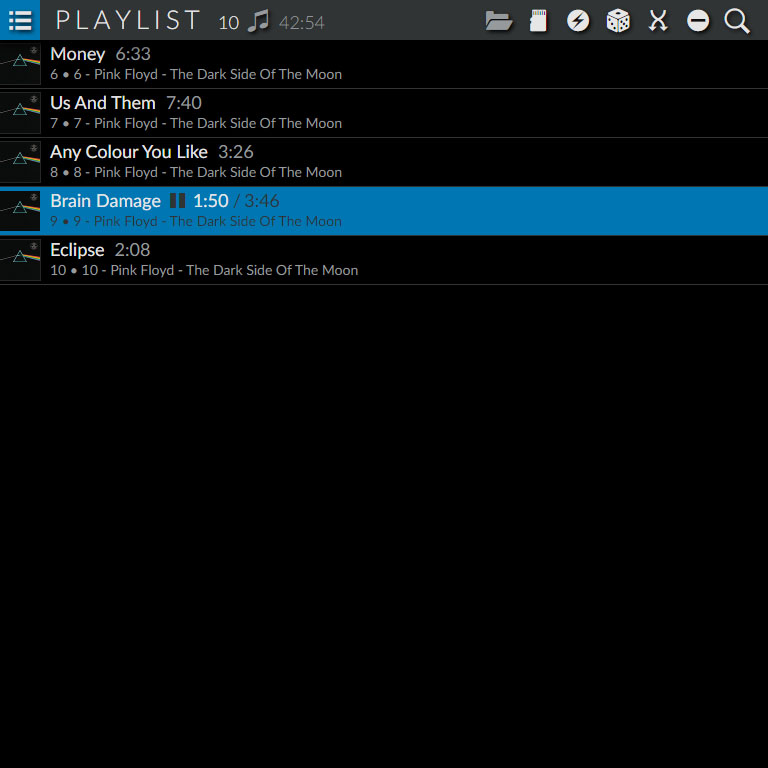 PLAYLIST 10 42:54
Money 6:33
6 • 6 - Pink Floyd - The Dark Side Of The Moon
Us And Them 7:40
7 • 7 - Pink Floyd - The Dark Side Of The Moon
Any Colour You Like 3:26
8 • 8 - Pink Floyd - The Dark Side Of The Moon
Brain Damage 1:50 / 3:46
9 • 9 - Pink Floyd - The Dark Side Of The Moon
Eclipse 2:08
10 • 10 - Pink Floyd - The Dark Side Of The Moon